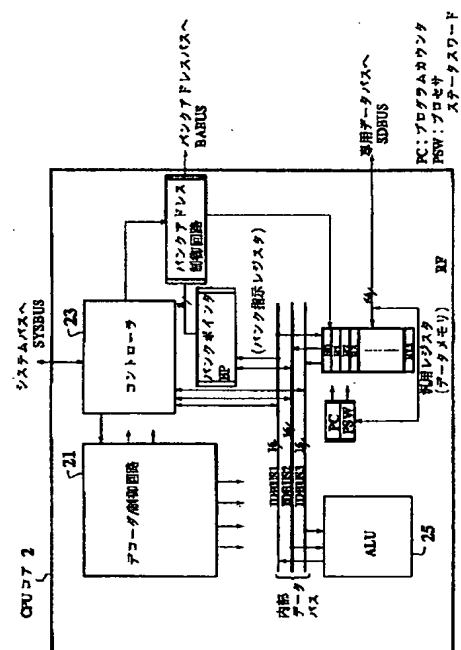 CPUコア 2
システムバスへ
SYSBUS
21
23
デコーダ/制御回路
コントローラ
バンクアドレス
制御回路
バンクアドレスバスへ
BABUS
バンクポインタ
BP
(バンク指示レジスタ)
内部
データ
バス
IDBUS1
IDBUS2
IDBUS3
16
16
16
64
専用データバスへ
SDBUS
ALU
25
PC
PSW
汎用レジスタ
(データメモリ)
RF
PC:プログラムカウンタ
PSW:プロセサ
ステータスワード